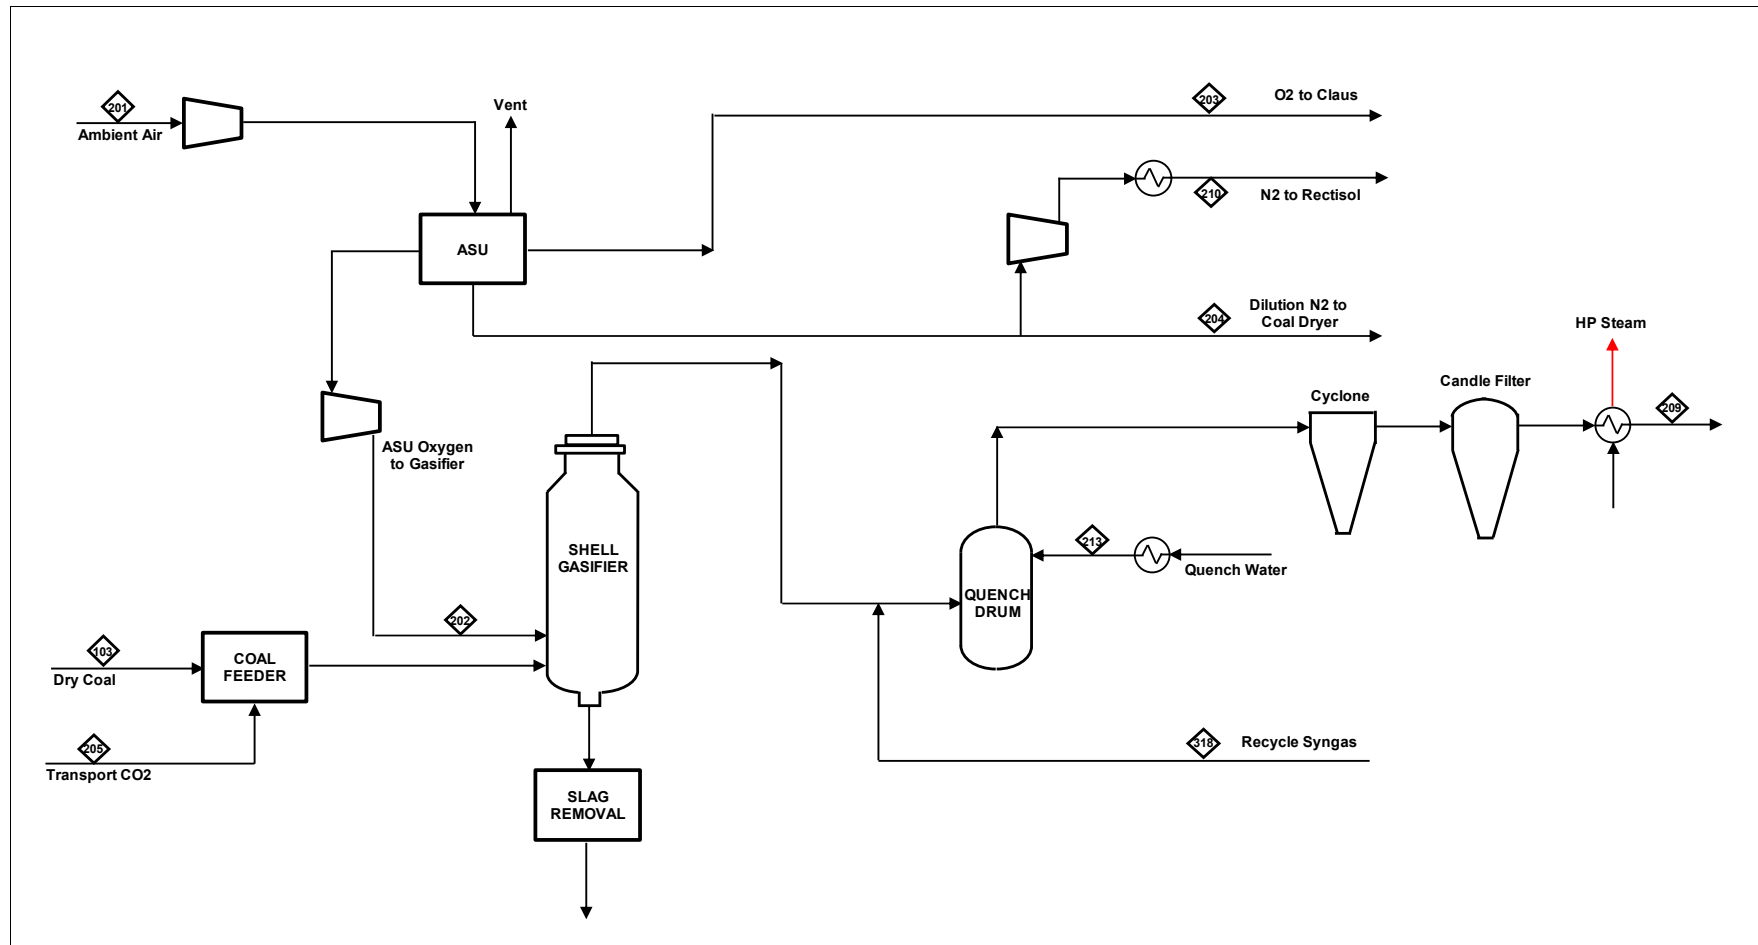 201
Ambient Air
Vent
203
O2 to Claus
210
N2 to Rectisol
ASU
204
Dilution N2 to
Coal Dryer
HP Steam
Candle Filter
Cyclone
209
ASU Oxygen
to Gasifier
SHELL
GASIFIER
213
Quench Water
QUENCH
DRUM
202
103
Dry Coal
COAL
FEEDER
205
Transport CO2
318
Recycle Syngas
SLAG
REMOVAL